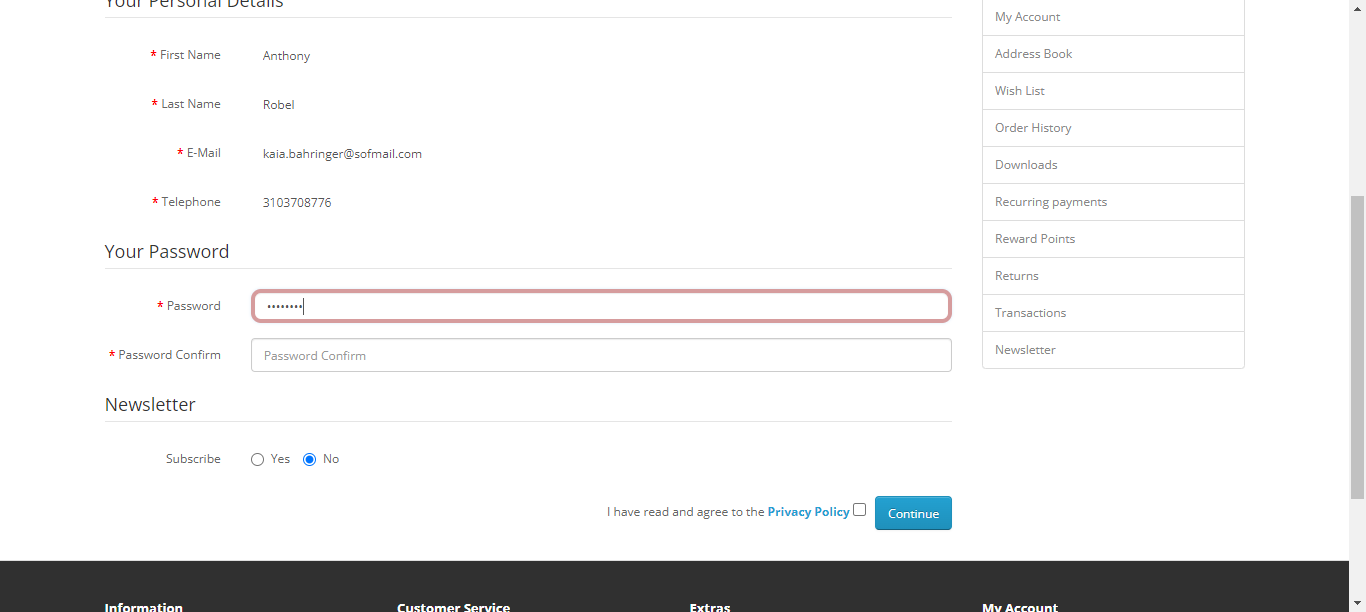 Your Personal Details
* First Name Anthony
* Last Name Robel
* E-Mail kaia.bahringer@sofmail.com
* Telephone 3103708776
Your Password
* Password ••••••••
* Password Confirm Password Confirm
Newsletter
Subscribe Yes No
I have read and agree to the Privacy Policy Continue
My Account
Address Book
Wish List
Order History
Downloads
Recurring payments
Reward Points
Returns
Transactions
Newsletter
Information Customer Service Extras My Account